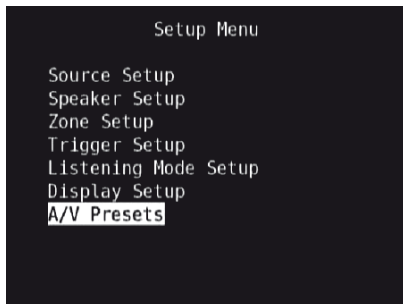 Setup Menu
Source Setup
Speaker Setup
Zone Setup
Trigger Setup
Listening Mode Setup
Display Setup
A/V Presets